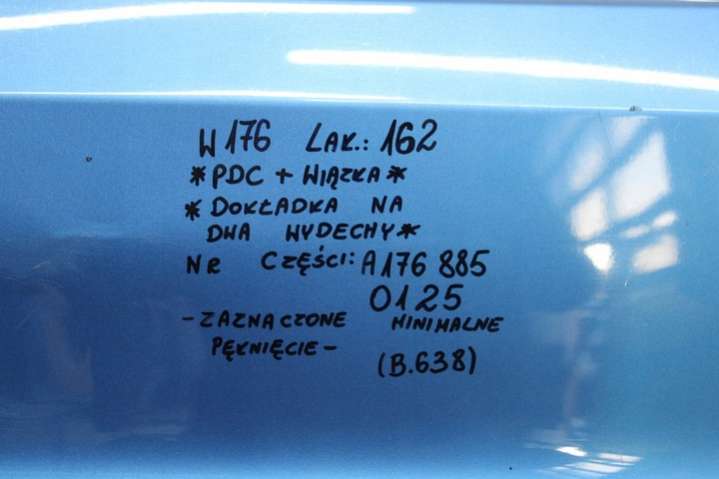 W176 LAK.: 162
*PDC + WIĄZKA*
*DOKŁADKA NA
DWA WYDECHY*
NR CZĘŚCI: A176 885
0125
-ZAZNACZONE MINIMALNE
PĘKNIĘCIE-
(B.638)